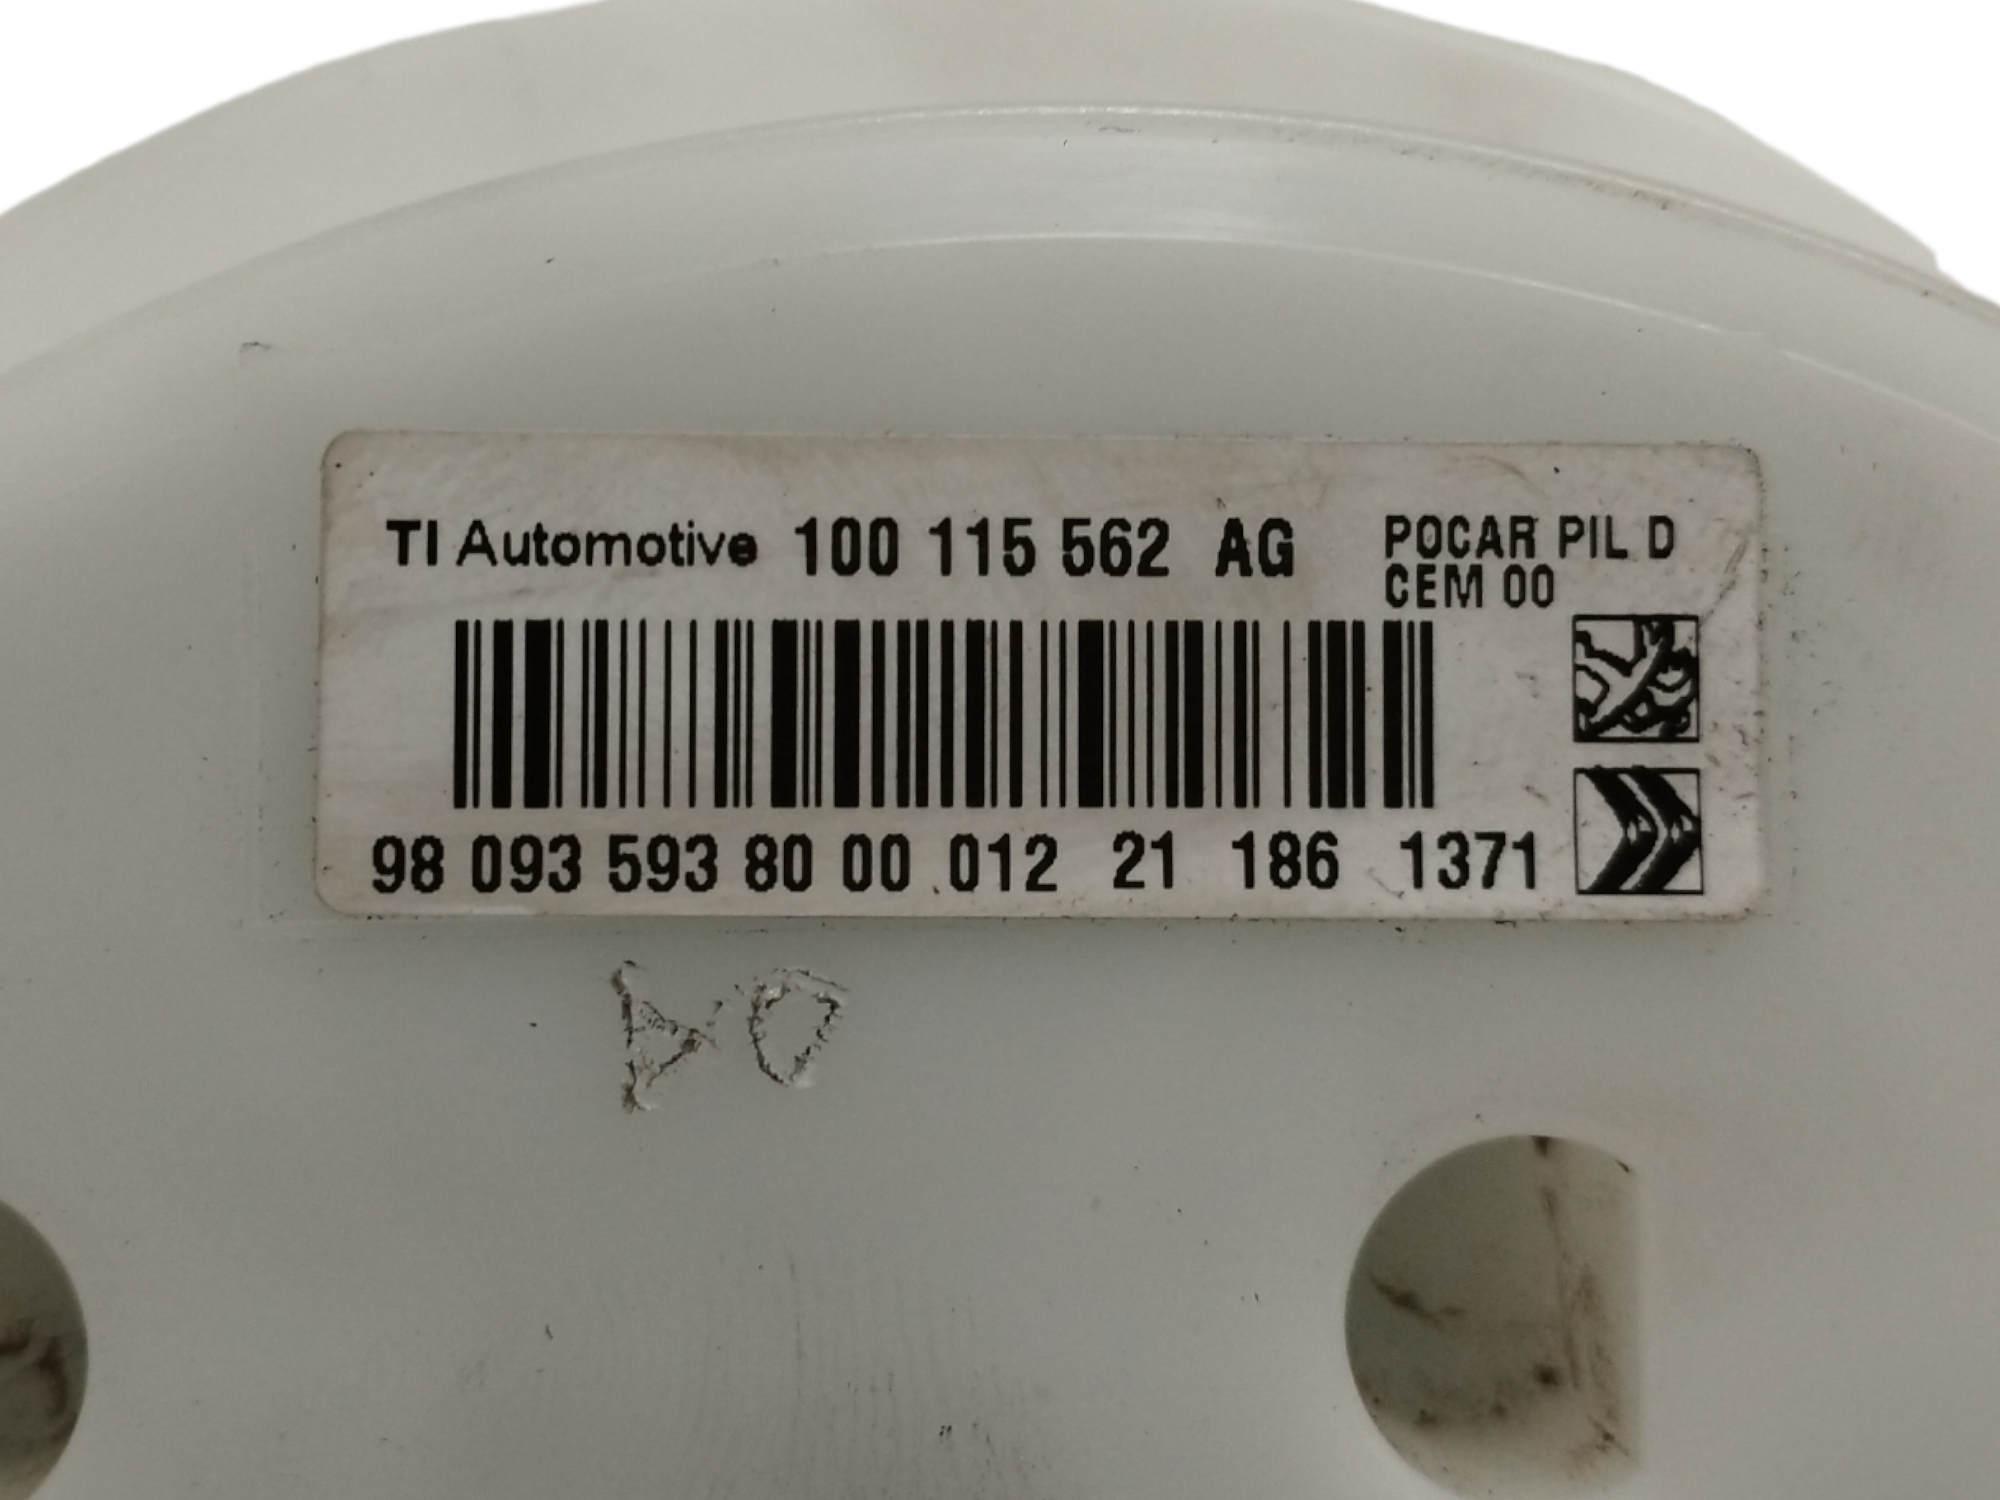 TI Automotive 100 115 562 AG
POCAR PIL D
CEM 00
98 093 593 80 00 012 21 186 1371